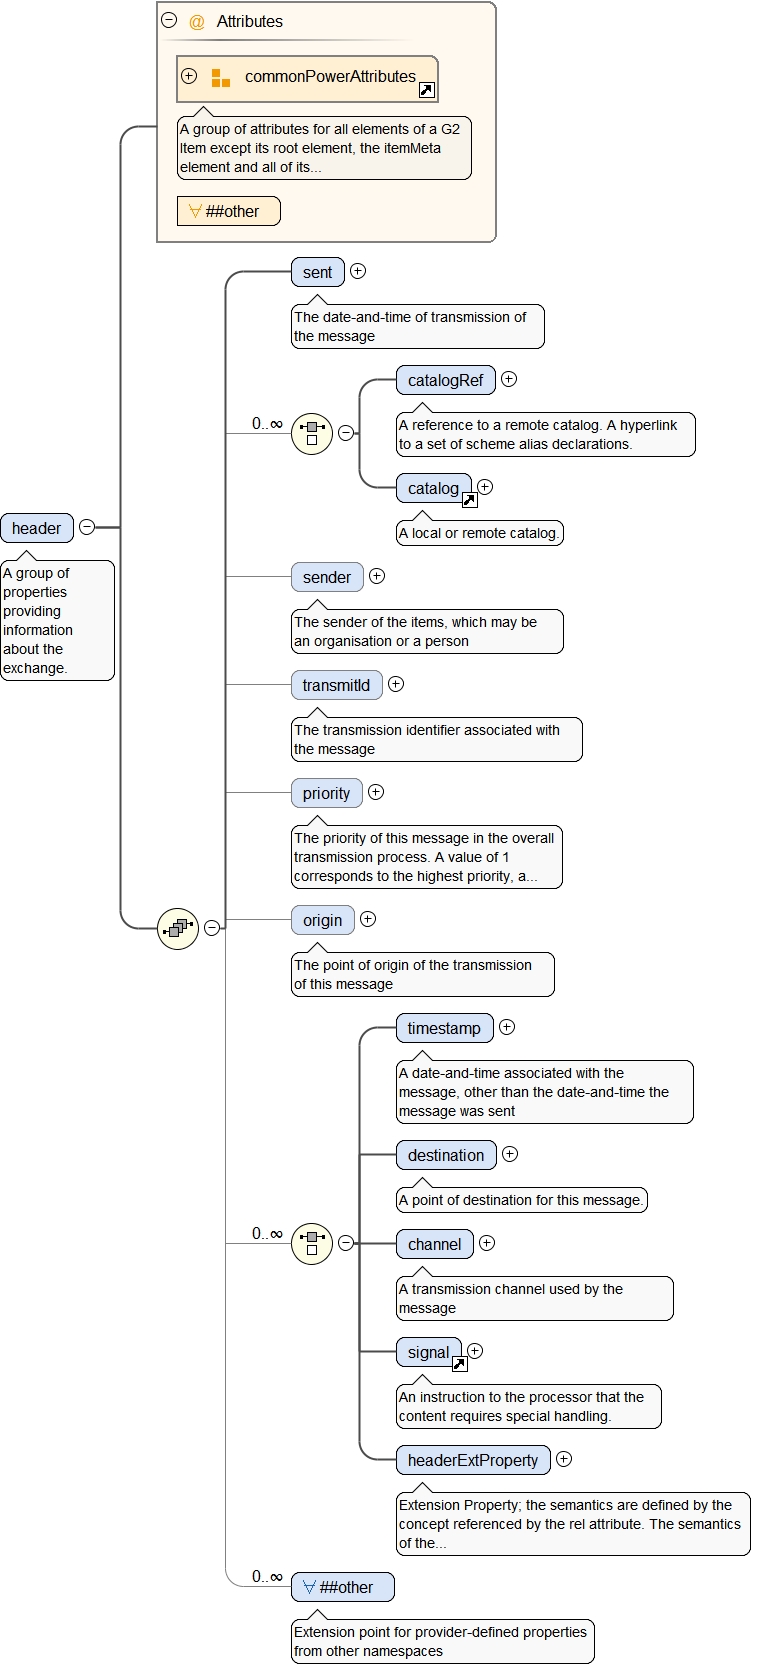 @ Attributes
commonPowerAttributes
A group of attributes for all elements of a G2
Item except its root element, the itemMeta
element and all of its...
##other
sent
The date-and-time of transmission of
the message
0..∞
catalogRef
A reference to a remote catalog. A hyperlink
to a set of scheme alias declarations.
catalog
A local or remote catalog.
header
A group of
properties
providing
information
about the
exchange.
sender
The sender of the items, which may be
an organisation or a person
transmitId
The transmission identifier associated with
the message
priority
The priority of this message in the overall
transmission process. A value of 1
corresponds to the highest priority, a...
origin
The point of origin of the transmission
of this message
0..∞
timestamp
A date-and-time associated with the
message, other than the date-and-time the
message was sent
destination
A point of destination for this message.
channel
A transmission channel used by the
message
signal
An instruction to the processor that the
content requires special handling.
headerExtProperty
Extension Property; the semantics are defined by the
concept referenced by the rel attribute. The semantics
of the...
0..∞
##other
Extension point for provider-defined properties
from other namespaces